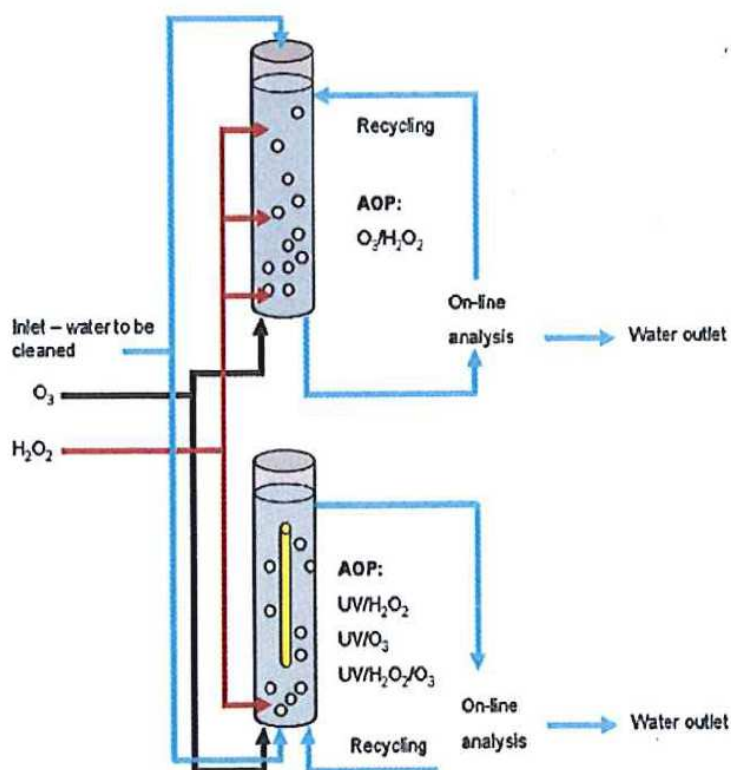 Recycling
AOP:
O₃/H₂O₂
On-line
analysis
Water outlet
Inlet – water to be
cleaned
O₃
H₂O₂
AOP:
UV/H₂O₂
UV/O₃
UV/H₂O₂/O₃
On-line
analysis
Water outlet
Recycling